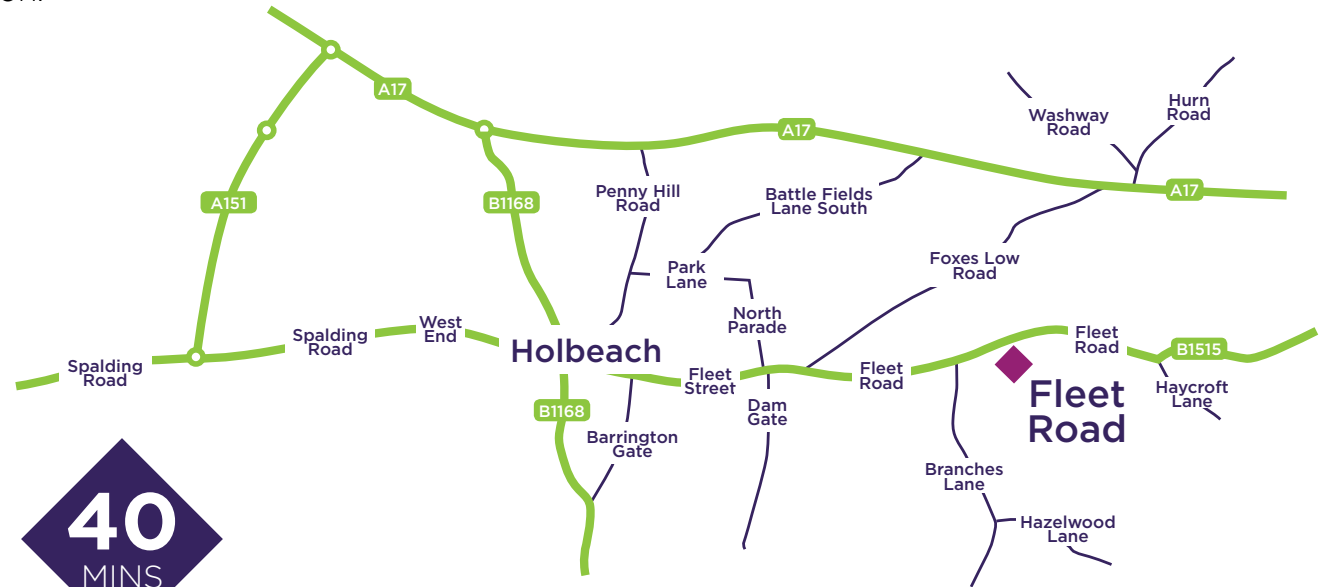 A17
Hurn
Road
Washway
Road
A17
A151
B1168
Penny Hill
Road
Battle Fields
Lane South
A17
Park
Lane
Foxes Low
Road
North
Parade
West
End
Spalding
Road
Spalding
Road
Holbeach
Fleet
Road
B1515
Fleet
Street
Fleet
Road
Haycroft
Lane
Fleet
Road
B1168
Dam
Gate
Barrington
Gate
Branches
Lane
Hazelwood
Lane
40
MINS